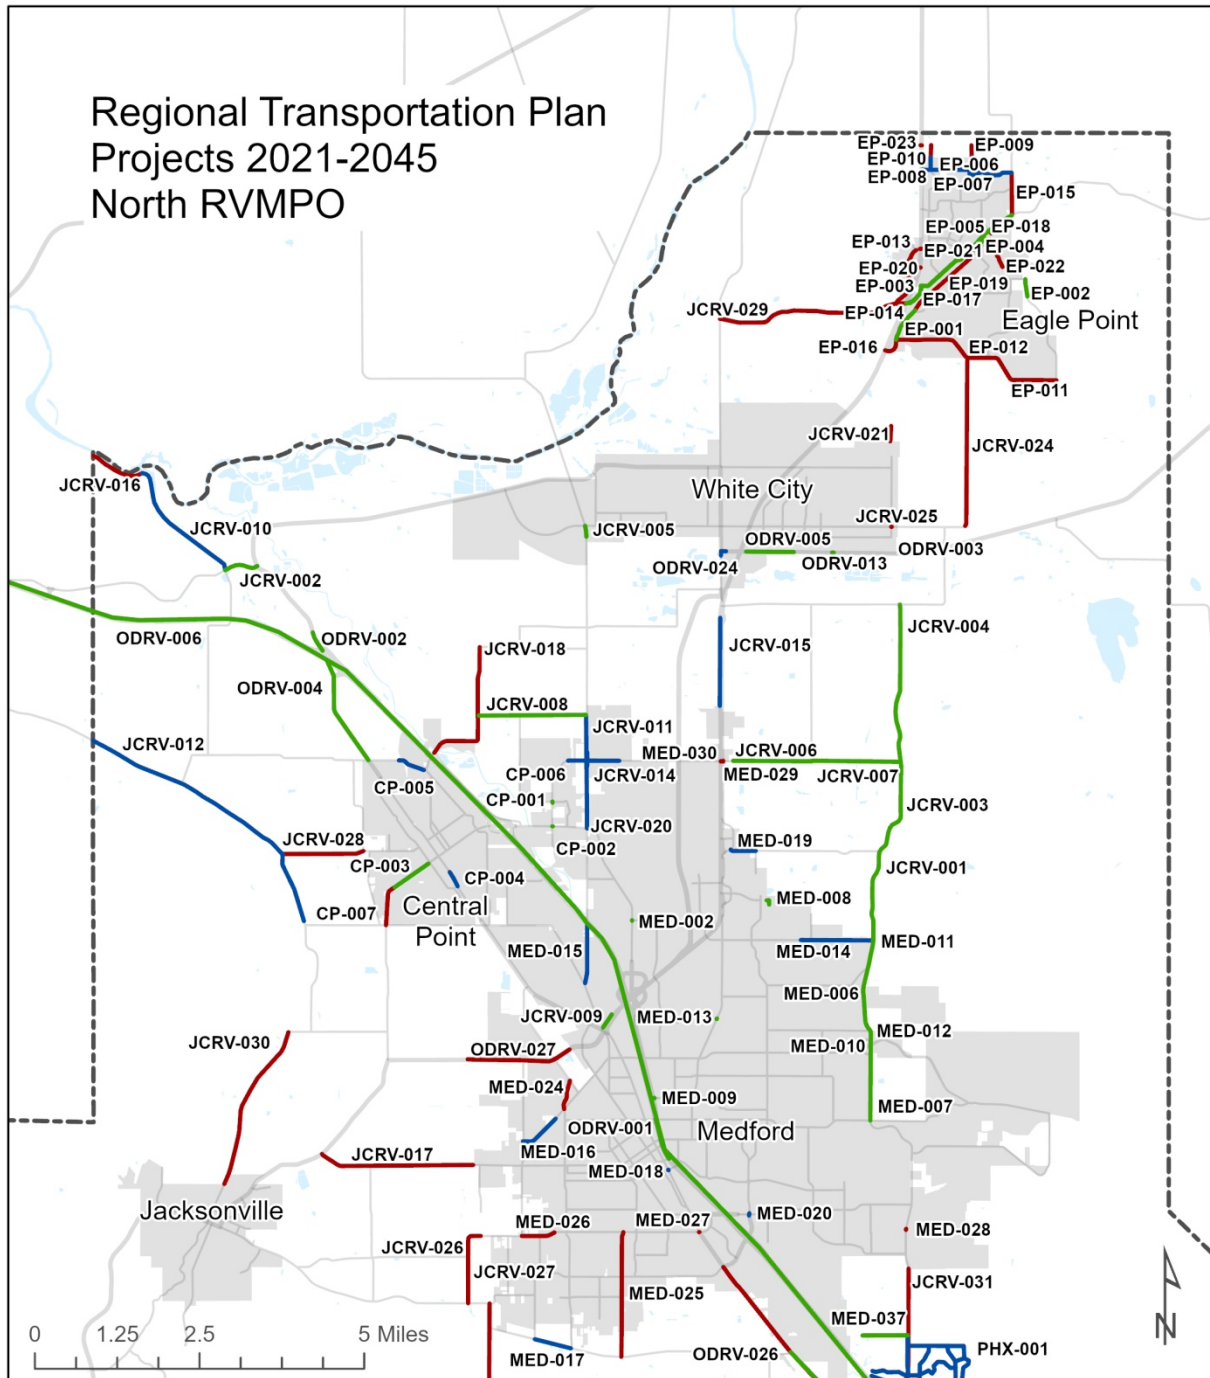 Regional Transportation Plan
Projects 2021-2045
North RVMPO
EP-023
EP-009
EP-010
EP-006
EP-008
EP-007
EP-015
EP-005
EP-018
EP-013
EP-021
EP-004
EP-020
EP-022
EP-003
EP-019
EP-002
EP-017
JCRV-029
EP-014
Eagle Point
EP-001
EP-016
EP-012
EP-011
JCRV-021
JCRV-024
JCRV-016
White City
JCRV-010
JCRV-005
JCRV-025
ODRV-005
ODRV-003
ODRV-024
ODRV-013
JCRV-002
ODRV-006
ODRV-002
JCRV-004
JCRV-018
JCRV-015
ODRV-004
JCRV-008
JCRV-011
JCRV-012
MED-030
JCRV-006
CP-006
JCRV-014
MED-029
JCRV-007
CP-005
CP-001
JCRV-003
JCRV-020
JCRV-028
CP-002
MED-019
CP-003
JCRV-001
CP-004
MED-008
Central
Point
CP-007
MED-002
MED-011
MED-015
MED-014
MED-006
JCRV-009
MED-013
MED-012
JCRV-030
ODRV-027
MED-010
MED-024
MED-009
MED-007
ODRV-001
Medford
JCRV-017
MED-016
MED-018
Jacksonville
MED-026
MED-027
MED-020
MED-028
JCRV-026
JCRV-027
JCRV-031
MED-025
MED-037
0 1.25 2.5 5 Miles
MED-017
ODRV-026
PHX-001
N